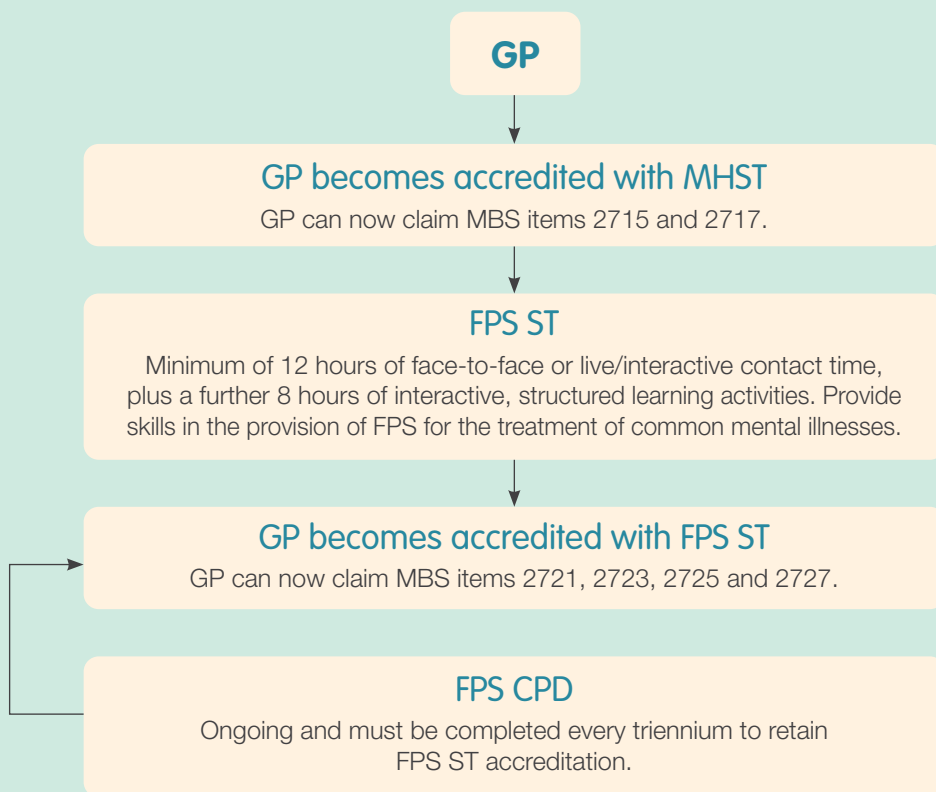 GP
GP becomes accredited with MHST
GP can now claim MBS items 2715 and 2717.
FPS ST
Minimum of 12 hours of face-to-face or live/interactive contact time,
plus a further 8 hours of interactive, structured learning activities. Provide
skills in the provision of FPS for the treatment of common mental illnesses.
GP becomes accredited with FPS ST
GP can now claim MBS items 2721, 2723, 2725 and 2727.
FPS CPD
Ongoing and must be completed every triennium to retain
FPS ST accreditation.